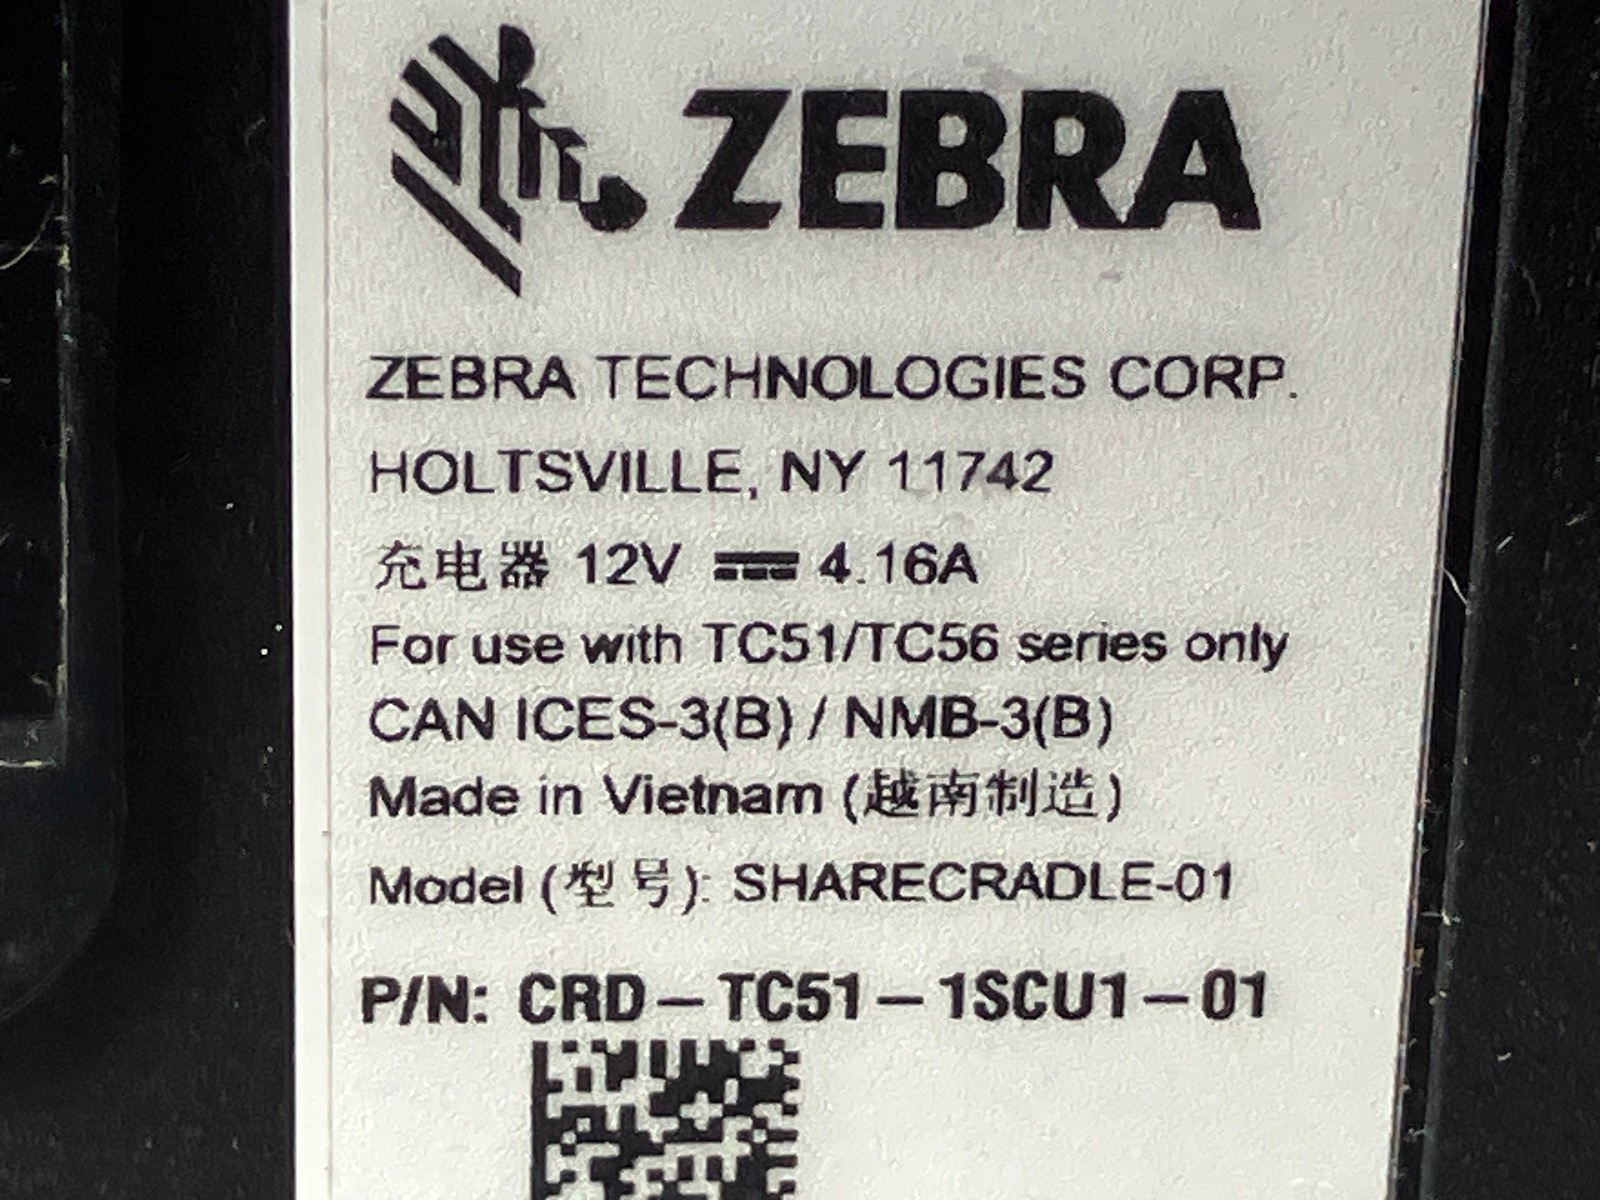 ZEBRA
ZEBRA TECHNOLOGIES CORP.
HOLTSVILLE, NY 11742
充电器 12V ⎓ 4.16A
For use with TC51/TC56 series only
CAN ICES-3(B) / NMB-3(B)
Made in Vietnam (越南制造)
Model (型号): SHARECRADLE-01
P/N: CRD-TC51-1SCU1-01